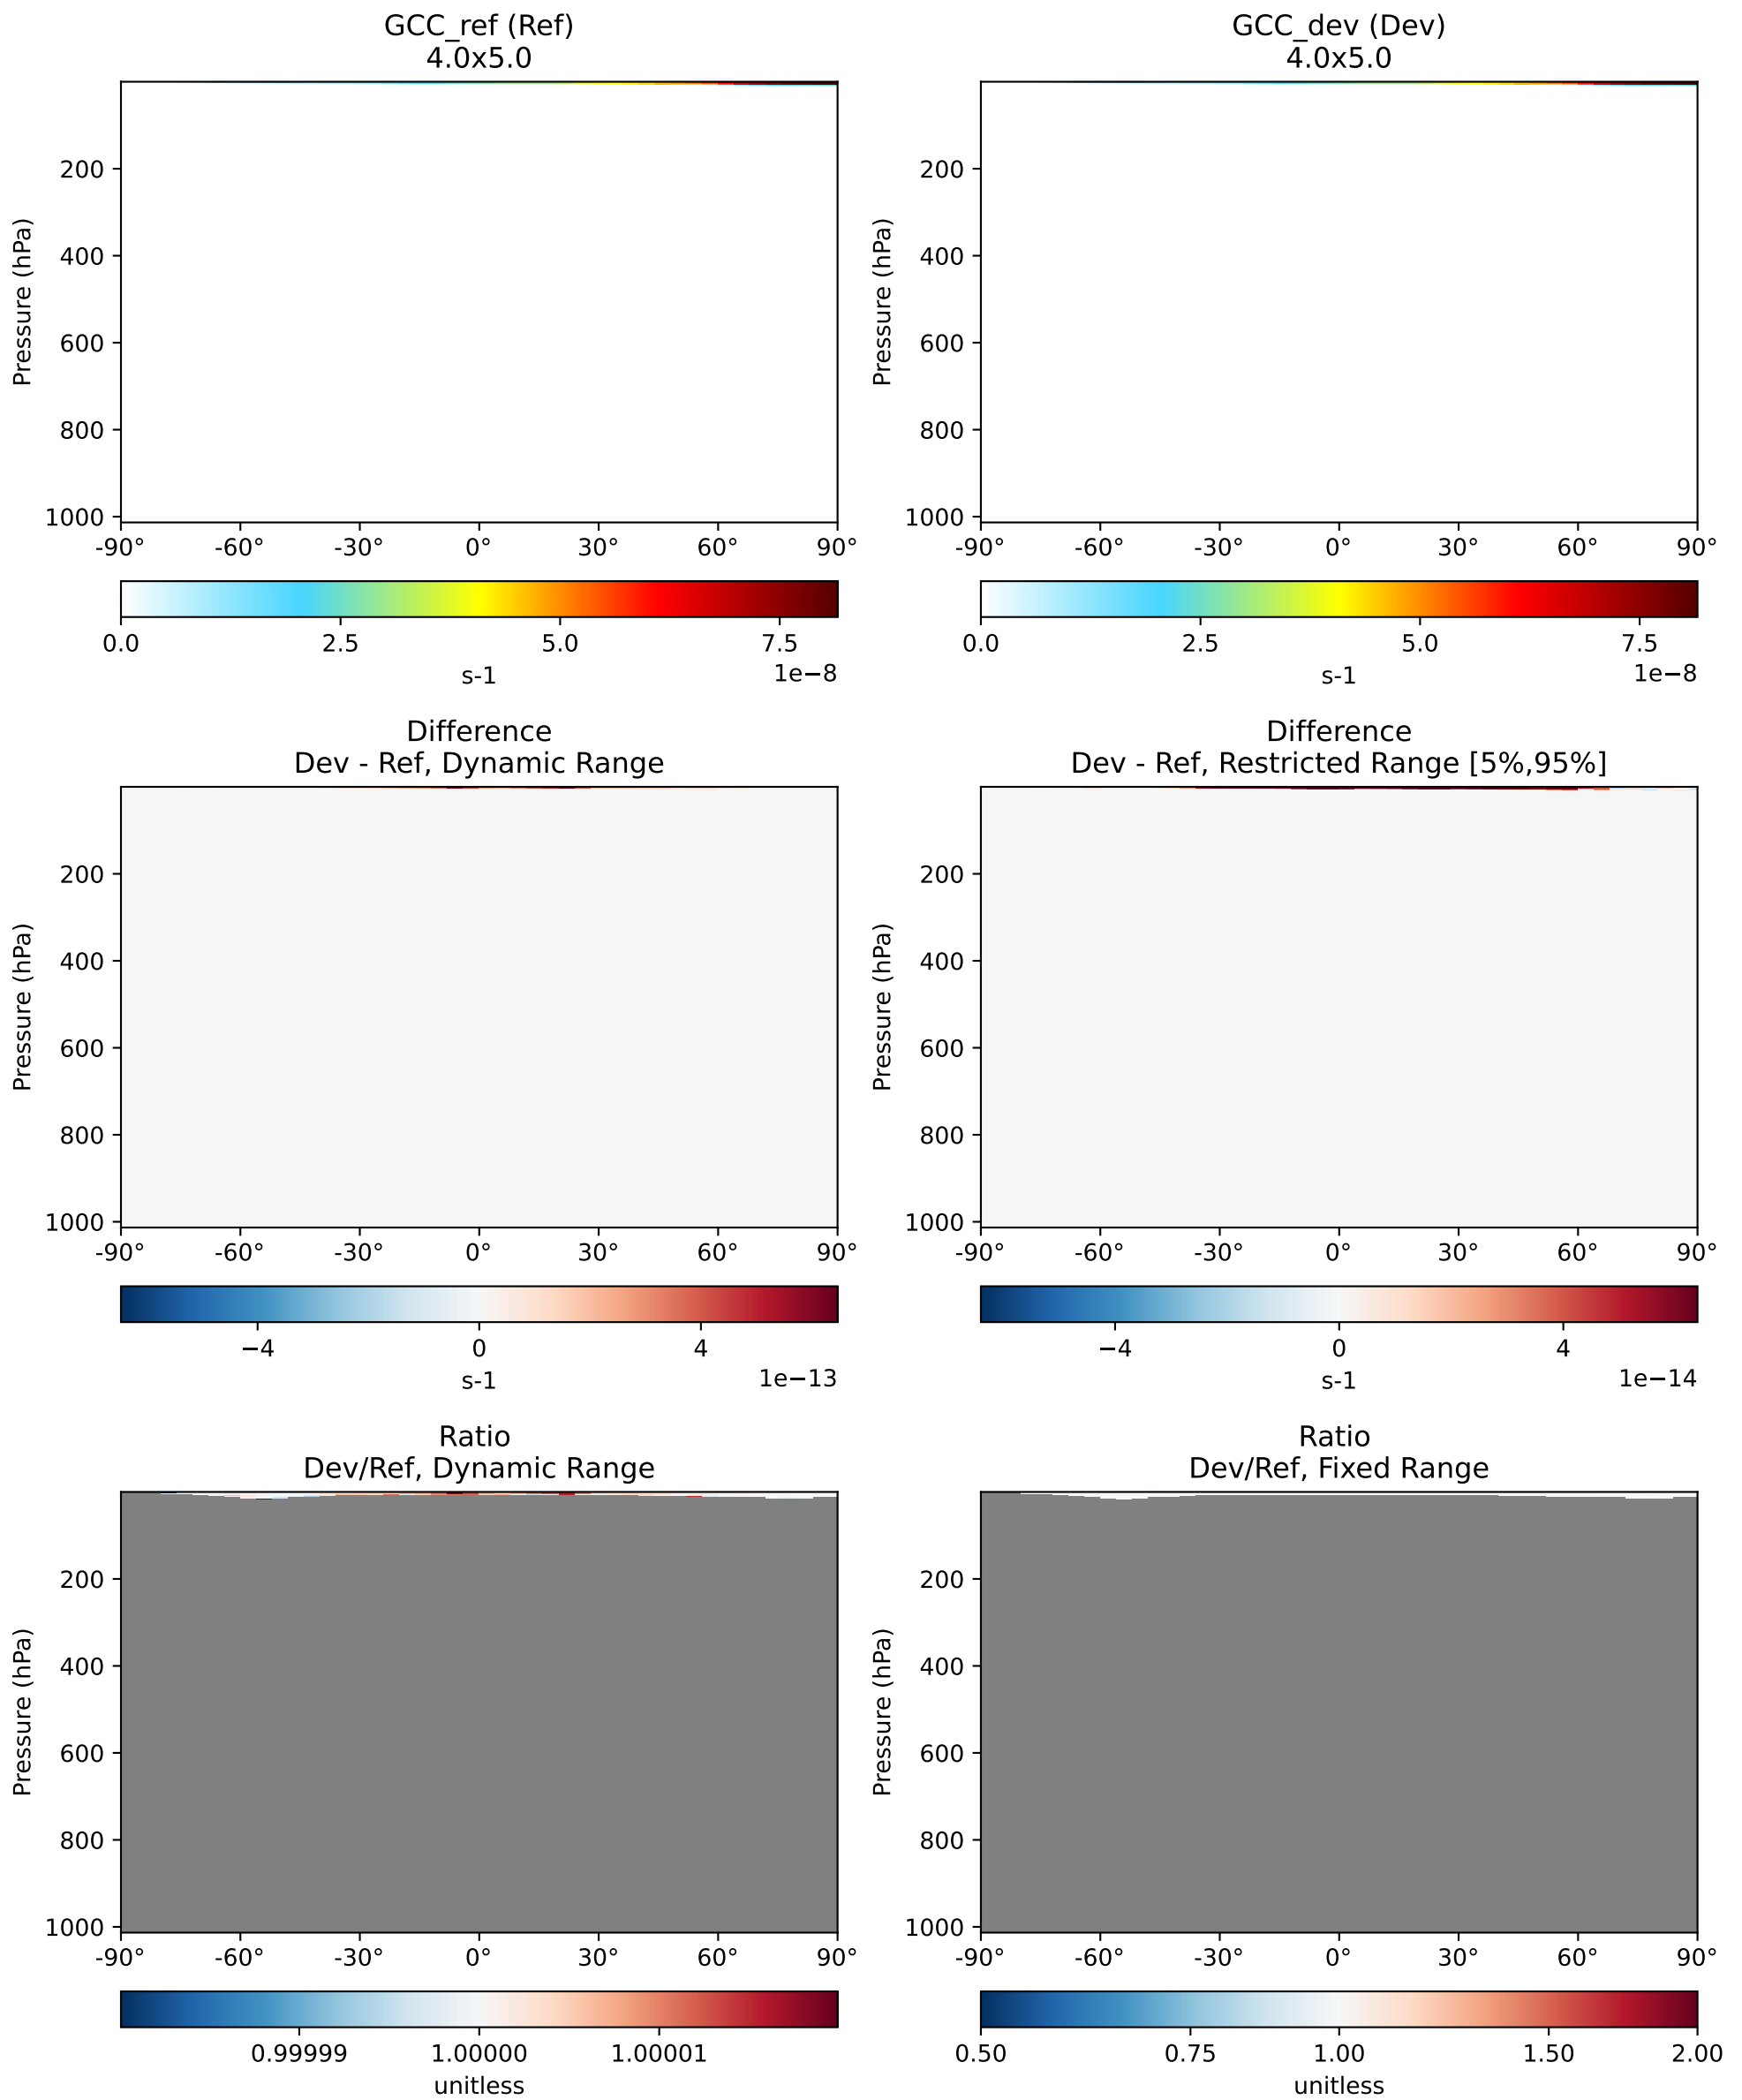 GCC_ref (Ref)
4.0x5.0
Pressure (hPa)
200
400
600
800
1000
-90° -60° -30° 0° 30° 60° 90°
0.0 2.5 5.0 7.5
s-1
1e−8
GCC_dev (Dev)
4.0x5.0
Pressure (hPa)
200
400
600
800
1000
-90° -60° -30° 0° 30° 60° 90°
0.0 2.5 5.0 7.5
s-1
1e−8
Difference
Dev - Ref, Dynamic Range
Pressure (hPa)
200
400
600
800
1000
-90° -60° -30° 0° 30° 60° 90°
−4 0 4
s-1
1e−13
Difference
Dev - Ref, Restricted Range [5%,95%]
Pressure (hPa)
200
400
600
800
1000
-90° -60° -30° 0° 30° 60° 90°
−4 0 4
s-1
1e−14
Ratio
Dev/Ref, Dynamic Range
Pressure (hPa)
200
400
600
800
1000
-90° -60° -30° 0° 30° 60° 90°
0.99999 1.00000 1.00001
unitless
Ratio
Dev/Ref, Fixed Range
Pressure (hPa)
200
400
600
800
1000
-90° -60° -30° 0° 30° 60° 90°
0.50 0.75 1.00 1.50 2.00
unitless